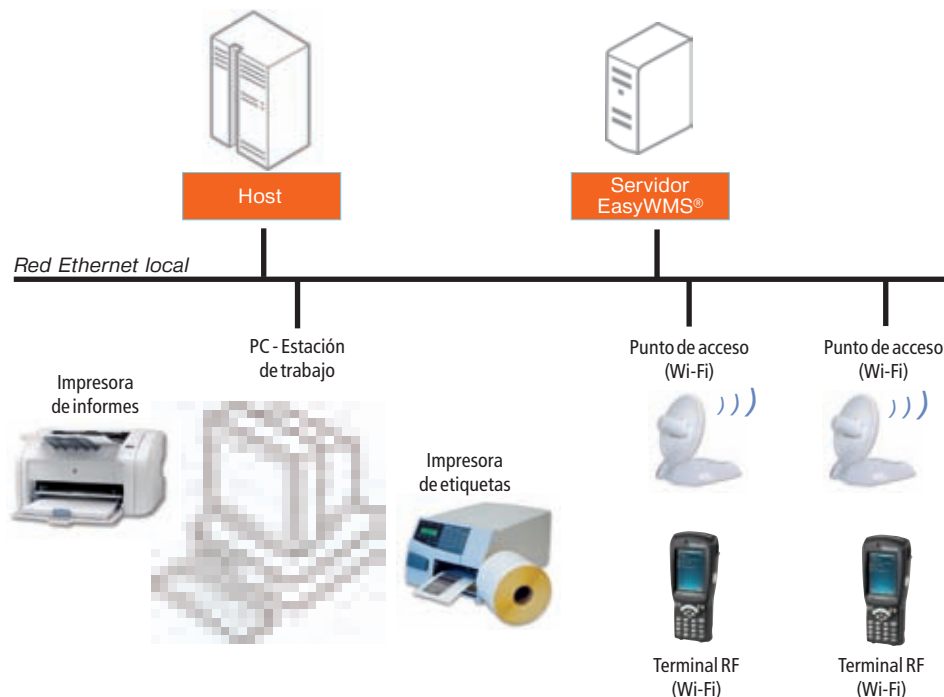 Host
Servidor
EasyWMS®
Red Ethernet local
PC - Estación
de trabajo
Punto de acceso
(Wi-Fi)
Punto de acceso
(Wi-Fi)
Impresora
de informes
Impresora
de etiquetas
Terminal RF
(Wi-Fi)
Terminal RF
(Wi-Fi)